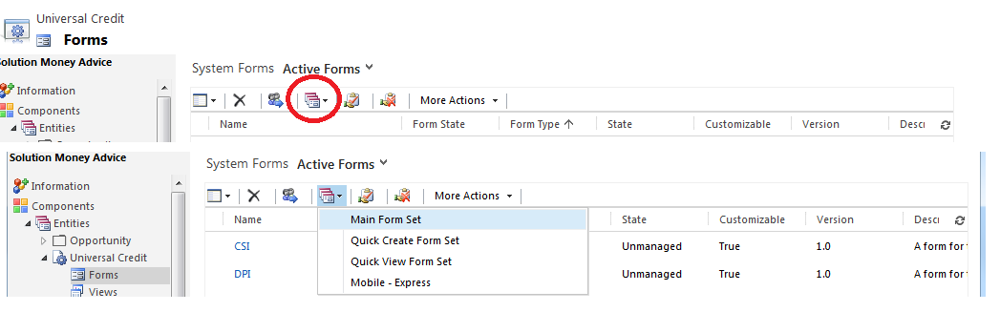 Universal Credit
Forms
Solution Money Advice
System Forms Active Forms
Information
More Actions
Components
Entities
Name Form State Form Type State Customizable Version Descri
Solution Money Advice
System Forms Active Forms
Information
More Actions
Components
Main Form Set
Entities
Name State Customizable Version Descri
Opportunity
Quick Create Form Set
CSI Unmanaged True 1.0 A form for
Universal Credit
Quick View Form Set
Forms
DPI Unmanaged True 1.0 A form for
Mobile - Express
Views